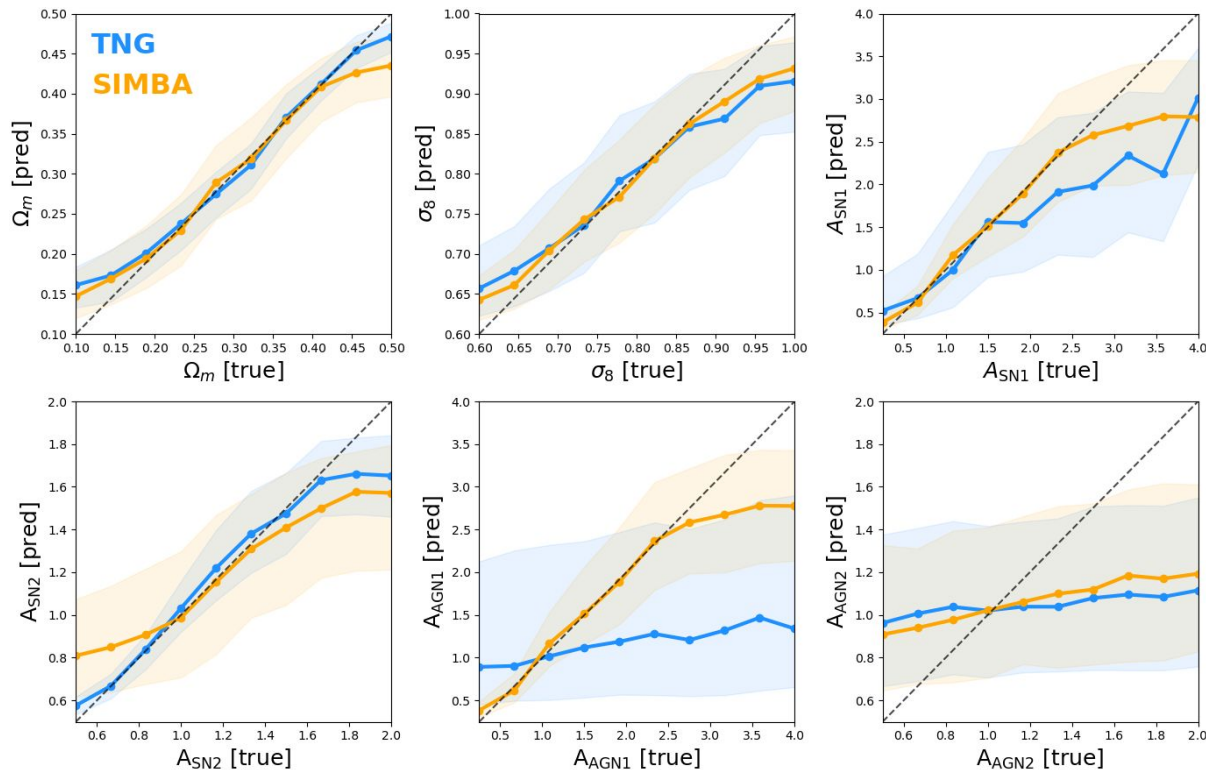 TNG
SIMBA
Ω_m [pred]
0.50
0.45
0.40
0.35
0.30
0.25
0.20
0.15
0.10
0.10 0.15 0.20 0.25 0.30 0.35 0.40 0.45 0.50
Ω_m [true]
σ_8 [pred]
1.00
0.95
0.90
0.85
0.80
0.75
0.70
0.65
0.60
0.60 0.65 0.70 0.75 0.80 0.85 0.90 0.95 1.00
σ_8 [true]
A_SN1 [pred]
4.0
3.5
3.0
2.5
2.0
1.5
1.0
0.5
0.5 1.0 1.5 2.0 2.5 3.0 3.5 4.0
A_SN1 [true]
A_SN2 [pred]
2.0
1.8
1.6
1.4
1.2
1.0
0.8
0.6
0.6 0.8 1.0 1.2 1.4 1.6 1.8 2.0
A_SN2 [true]
A_AGN1 [pred]
4.0
3.5
3.0
2.5
2.0
1.5
1.0
0.5
0.5 1.0 1.5 2.0 2.5 3.0 3.5 4.0
A_AGN1 [true]
A_AGN2 [pred]
2.0
1.8
1.6
1.4
1.2
1.0
0.8
0.6
0.6 0.8 1.0 1.2 1.4 1.6 1.8 2.0
A_AGN2 [true]